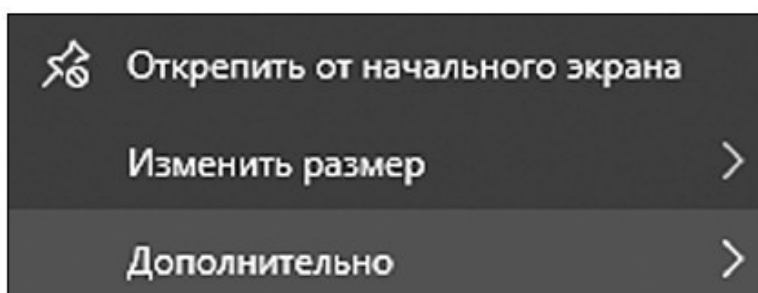 Открепить от начального экрана
Изменить размер
Дополнительно